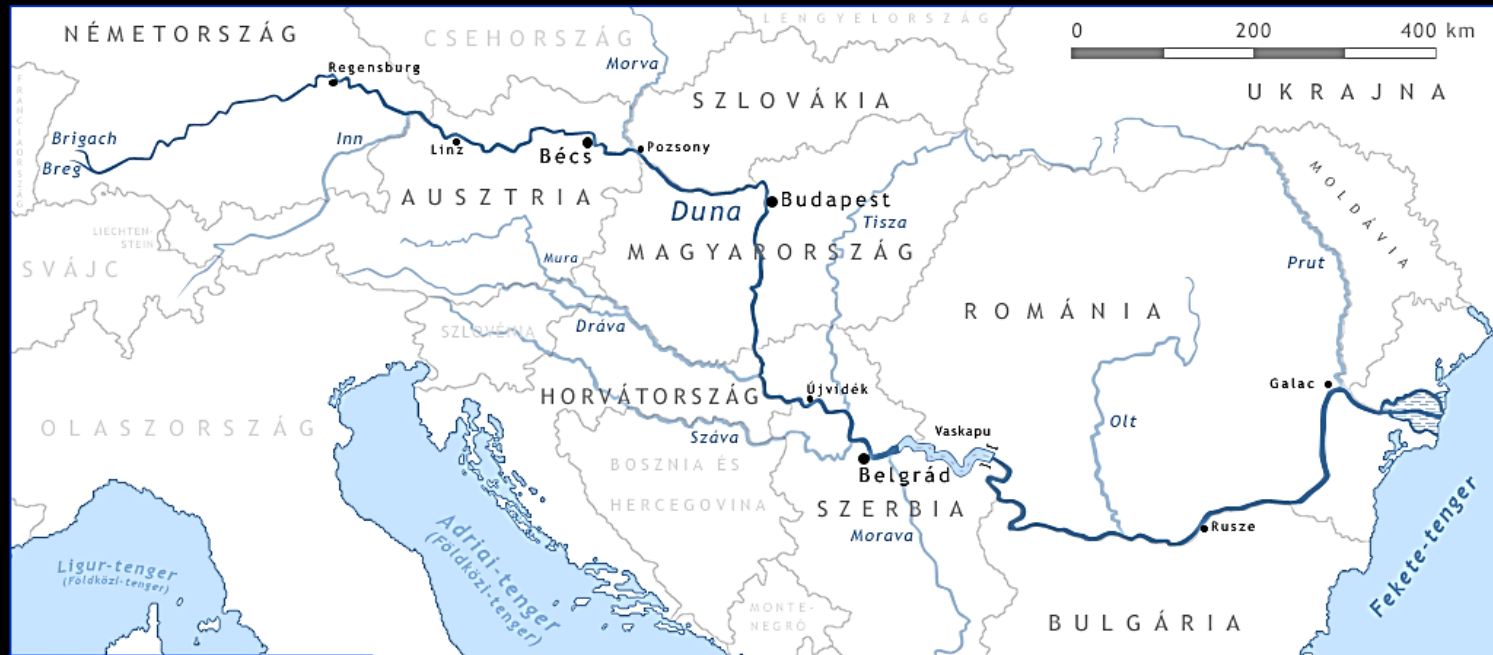 LENGYELORSZÁG
0 200 400 km
NÉMETORSZÁG
CSEHORSZÁG
Morva
Regensburg
FRANCIAORSZÁG
SZLOVÁKIA
UKRAJNA
Brigach
Breg
Inn
Linz
Bécs
Pozsony
AUSZTRIA
Duna
Budapest
Tisza
MOLDÁVIA
LIECHTEN-
STEIN
SVÁJC
Mura
MAGYARORSZÁG
Prut
ROMÁNIA
SZLOVÉNIA
Dráva
HORVÁTORSZÁG
Újvidék
Galac
OLASZORSZÁG
Száva
Vaskapu
Olt
BOSZNIA ÉS
HERCEGOVINA
Belgrád
SZERBIA
Morava
Rusze
Adriai-tenger
(Földközi-tenger)
Fekete-tenger
Ligur-tenger
(Földközi-tenger)
MONTE-
NEGRÓ
BULGÁRIA